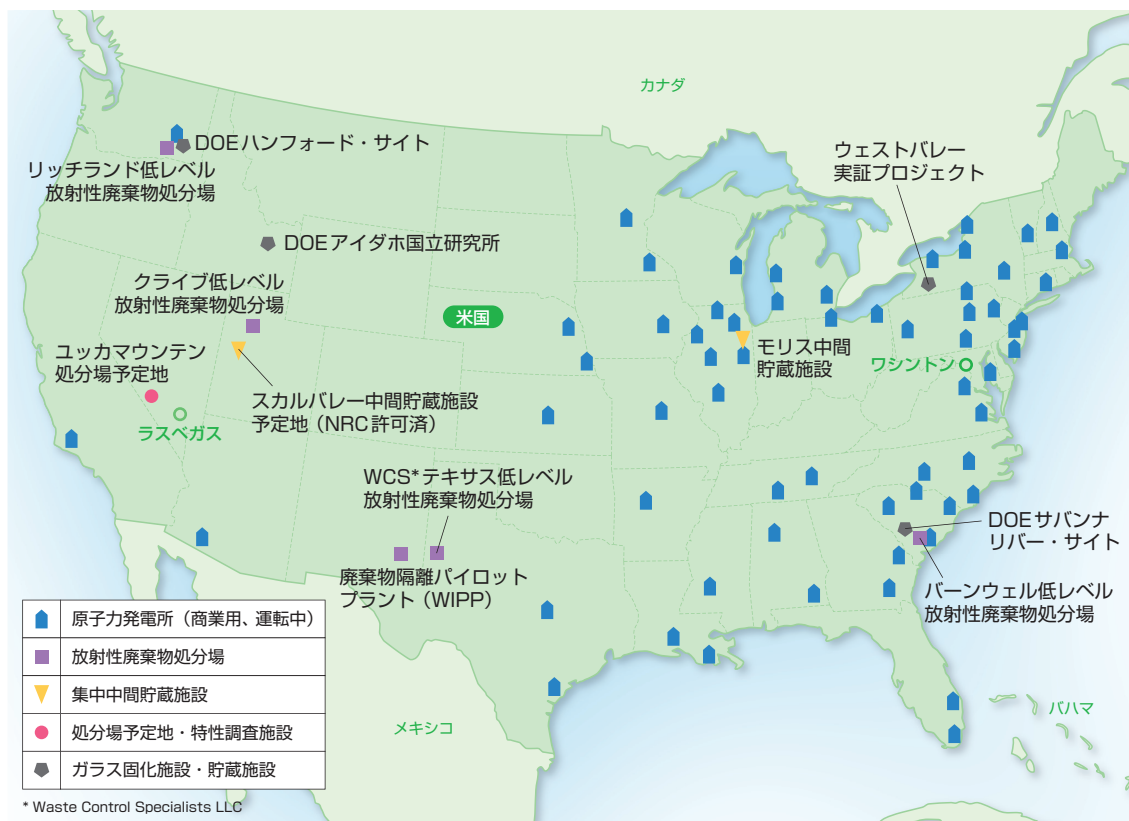 カナダ
DOEハンフォード・サイト
リッチランド低レベル
放射性廃棄物処分場
ウェストバレー
実証プロジェクト
DOEアイダホ国立研究所
クライブ低レベル
放射性廃棄物処分場
米国
ユッカマウンテン
処分場予定地
モリス中間
貯蔵施設
ワシントン
スカルバレー中間貯蔵施設
予定地（NRC許可済）
ラスベガス
WCS*テキサス低レベル
放射性廃棄物処分場
DOEサバンナ
リバー・サイト
廃棄物隔離パイロット
プラント（WIPP）
バーンウェル低レベル
放射性廃棄物処分場
原子力発電所（商業用、運転中）
放射性廃棄物処分場
集中中間貯蔵施設
処分場予定地・特性調査施設
ガラス固化施設・貯蔵施設
メキシコ
バハマ
* Waste Control Specialists LLC